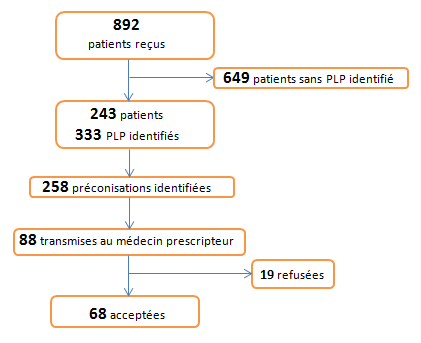 892
patients reçus
649 patients sans PLP identifié
243 patients
333 PLP identifiés
258 préconisations identifiées
88 transmises au médecin prescripteur
19 refusées
68 acceptées